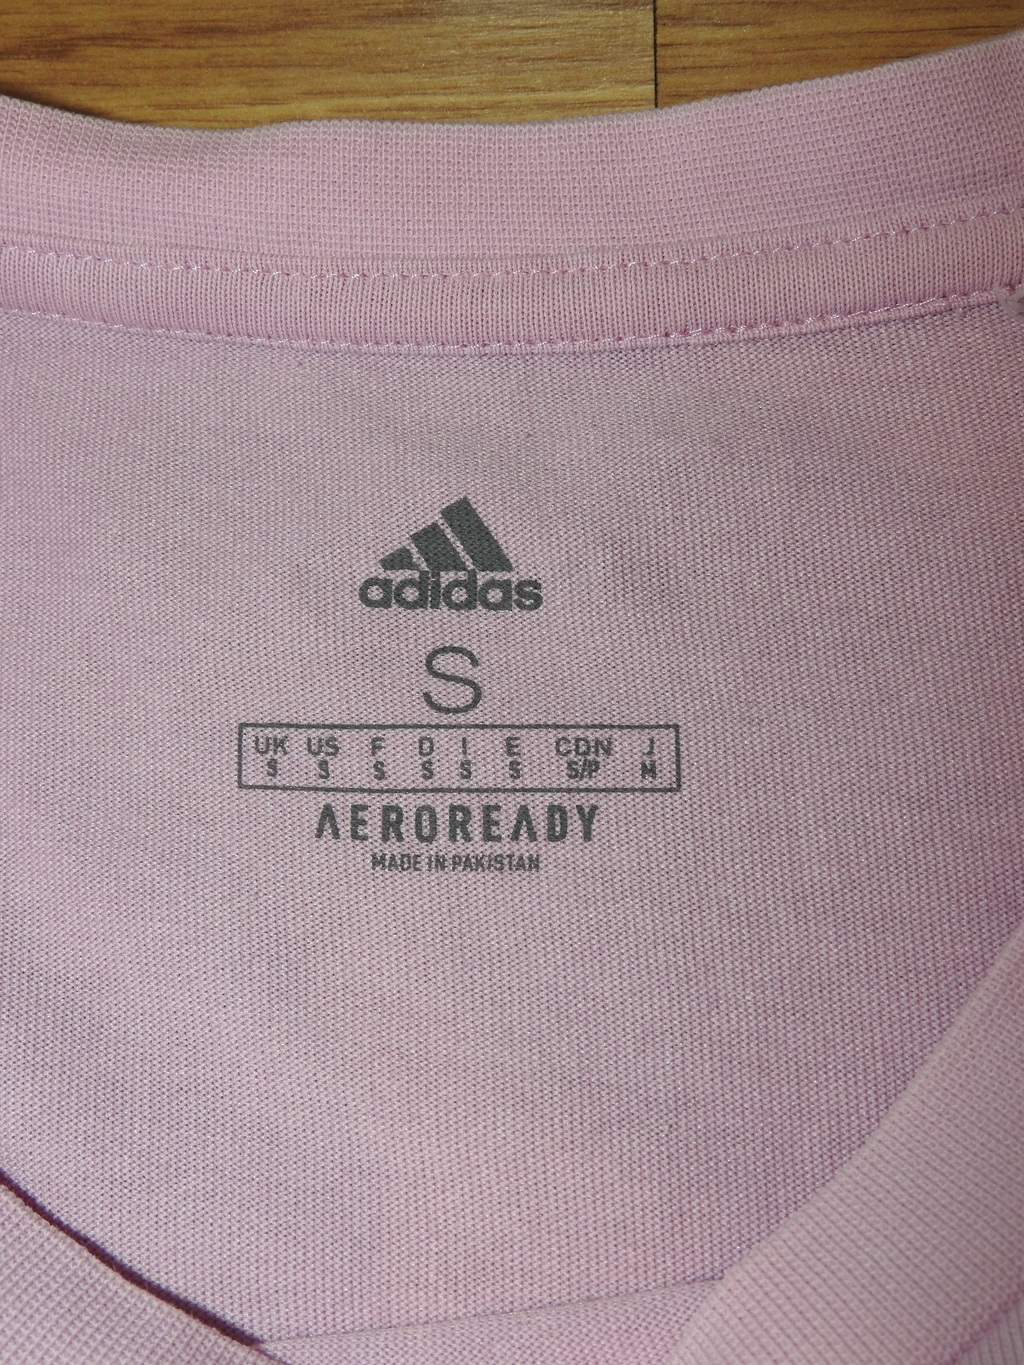 adidas
S
UK US F D I E CDN J
S S S S S S S/P M
AEROREADY
MADE IN PAKISTAN